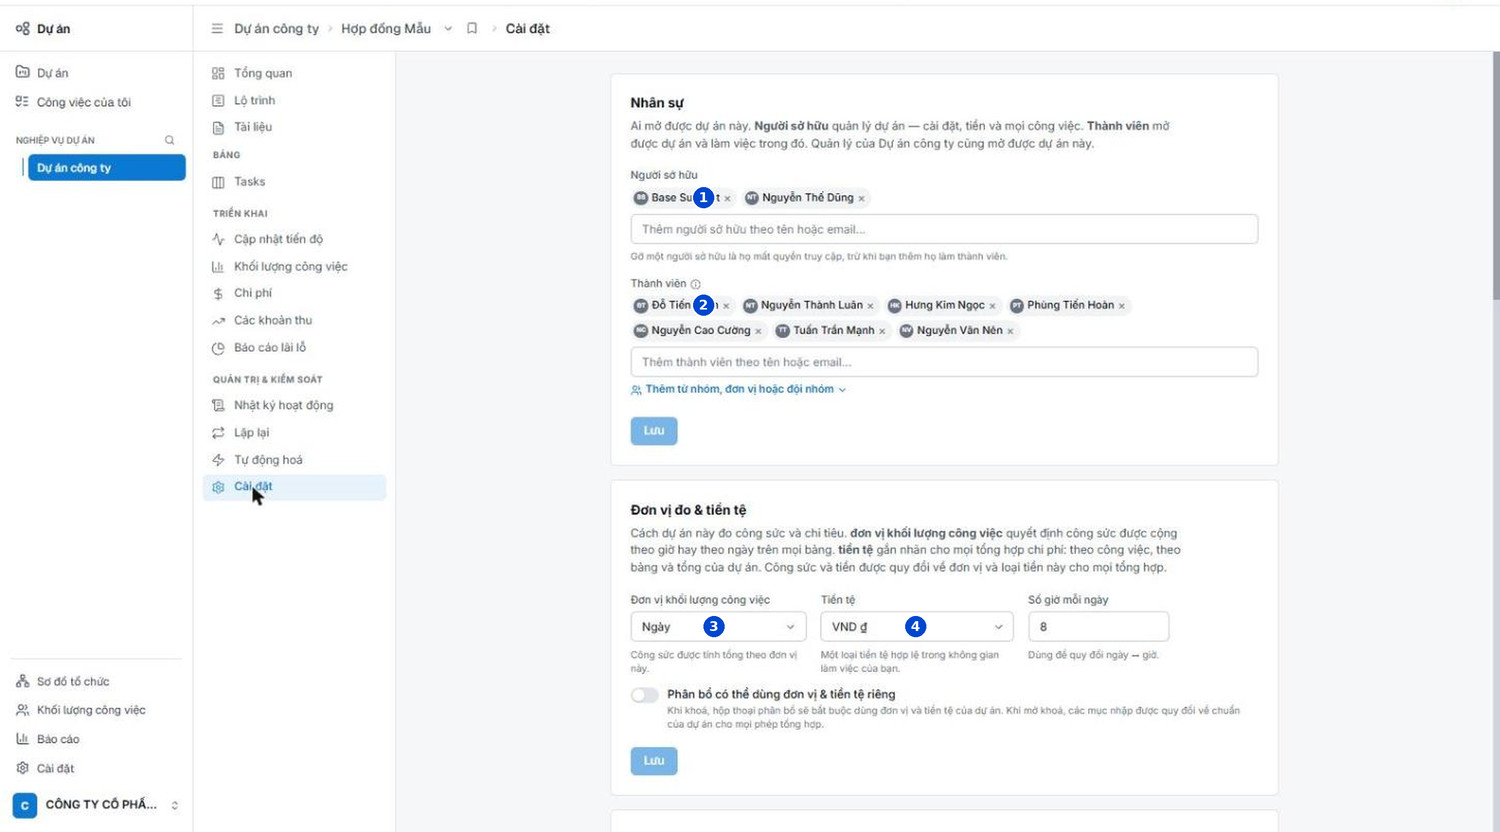 Dự án
Dự án công ty › Hợp đồng Mẫu › Cài đặt
Dự án
Công việc của tôi
NGHIỆP VỤ DỰ ÁN
Dự án công ty
Sơ đồ tổ chức
Khối lượng công việc
Báo cáo
Cài đặt
C CÔNG TY CỔ PHẦ...
Tổng quan
Lộ trình
Tài liệu
BẢNG
Tasks
TRIỂN KHAI
Cập nhật tiến độ
Khối lượng công việc
Chi phí
Các khoản thu
Báo cáo lãi lỗ
QUẢN TRỊ & KIỂM SOÁT
Nhật ký hoạt động
Lặp lại
Tự động hoá
Cài đặt
Nhân sự
Ai mở được dự án này. Người sở hữu quản lý dự án — cài đặt, tiền và mọi công việc. Thành viên mở
được dự án và làm việc trong đó. Quản lý của Dự án công ty cũng mở được dự án này.
Người sở hữu
BS Base Su 1 t × NT Nguyễn Thế Dũng ×
Thêm người sở hữu theo tên hoặc email...
Gỡ một người sở hữu là họ mất quyền truy cập, trừ khi bạn thêm họ làm thành viên.
Thành viên
ĐT Đỗ Tiến 2 × NT Nguyễn Thành Luân × HK Hưng Kim Ngọc × PT Phùng Tiến Hoàn ×
NC Nguyễn Cao Cường × TT Tuấn Trần Mạnh × NV Nguyễn Văn Nên ×
Thêm thành viên theo tên hoặc email...
Thêm từ nhóm, đơn vị hoặc đội nhóm
Lưu
Đơn vị đo & tiền tệ
Cách dự án này đo công sức và chi tiêu. đơn vị khối lượng công việc quyết định công sức được cộng
theo giờ hay theo ngày trên mọi bảng. tiền tệ gắn nhãn cho mọi tổng hợp chi phí: theo công việc, theo
bảng và tổng của dự án. Công sức và tiền được quy đổi về đơn vị và loại tiền này cho mọi tổng hợp.
Đơn vị khối lượng công việc Tiền tệ Số giờ mỗi ngày
Ngày 3 VND ₫ 4 8
Công sức được tính tổng theo đơn vị này.
Một loại tiền tệ hợp lệ trong không gian làm việc của bạn.
Dùng để quy đổi ngày ↔ giờ.
Phân bổ có thể dùng đơn vị & tiền tệ riêng
Khi khoá, hộp thoại phân bổ sẽ bắt buộc dùng đơn vị và tiền tệ của dự án. Khi mở khoá, các mục nhập được quy đổi về chuẩn
của dự án cho mọi phép tổng hợp.
Lưu